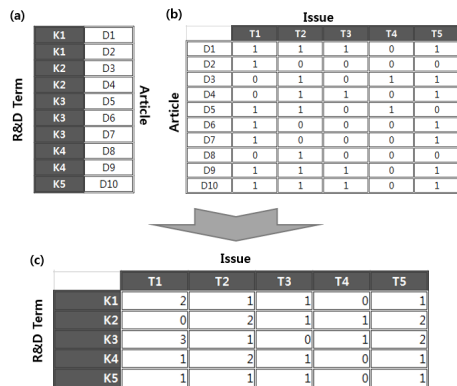 (a)
R&D Term
Article
K1 D1
K1 D2
K2 D3
K2 D4
K3 D5
K3 D6
K3 D7
K4 D8
K4 D9
K5 D10
(b)
Issue
Article
T1 T2 T3 T4 T5
D1 1 1 1 0 1
D2 1 0 0 0 0
D3 0 1 0 1 1
D4 0 1 1 0 1
D5 1 1 0 1 0
D6 1 0 0 0 1
D7 1 0 0 0 1
D8 0 1 0 0 0
D9 1 1 1 0 1
D10 1 1 1 0 1
(c)
Issue
R&D Term
T1 T2 T3 T4 T5
K1 2 1 1 0 1
K2 0 2 1 1 2
K3 3 1 0 1 2
K4 1 2 1 0 1
K5 1 1 1 0 1